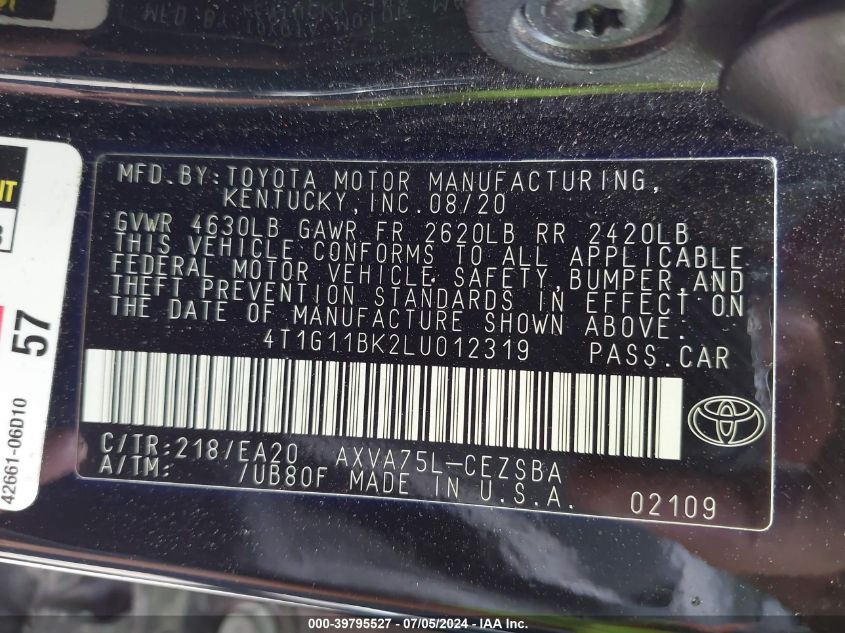 MFD.BY:TOYOTA MOTOR MANUFACTURING,
KENTUCKY,INC.08/20
GVWR 4630LB GAWR FR 2620LB RR 2420LB
THIS VEHICLE CONFORMS TO ALL APPLICABLE
FEDERAL MOTOR VEHICLE SAFETY,BUMPER,AND
THEFT PREVENTION STANDARDS IN EFFECT ON
THE DATE OF MANUFACTURE SHOWN ABOVE.
4T1G11BK2LU012319 PASS.CAR
C/TR:218/EA20 AXVA75L-CEZSBA
A/TM: /UB80F MADE IN U.S.A. 02109
57
42661-06D10
000-39795527 - 07/05/2024 - IAA Inc.